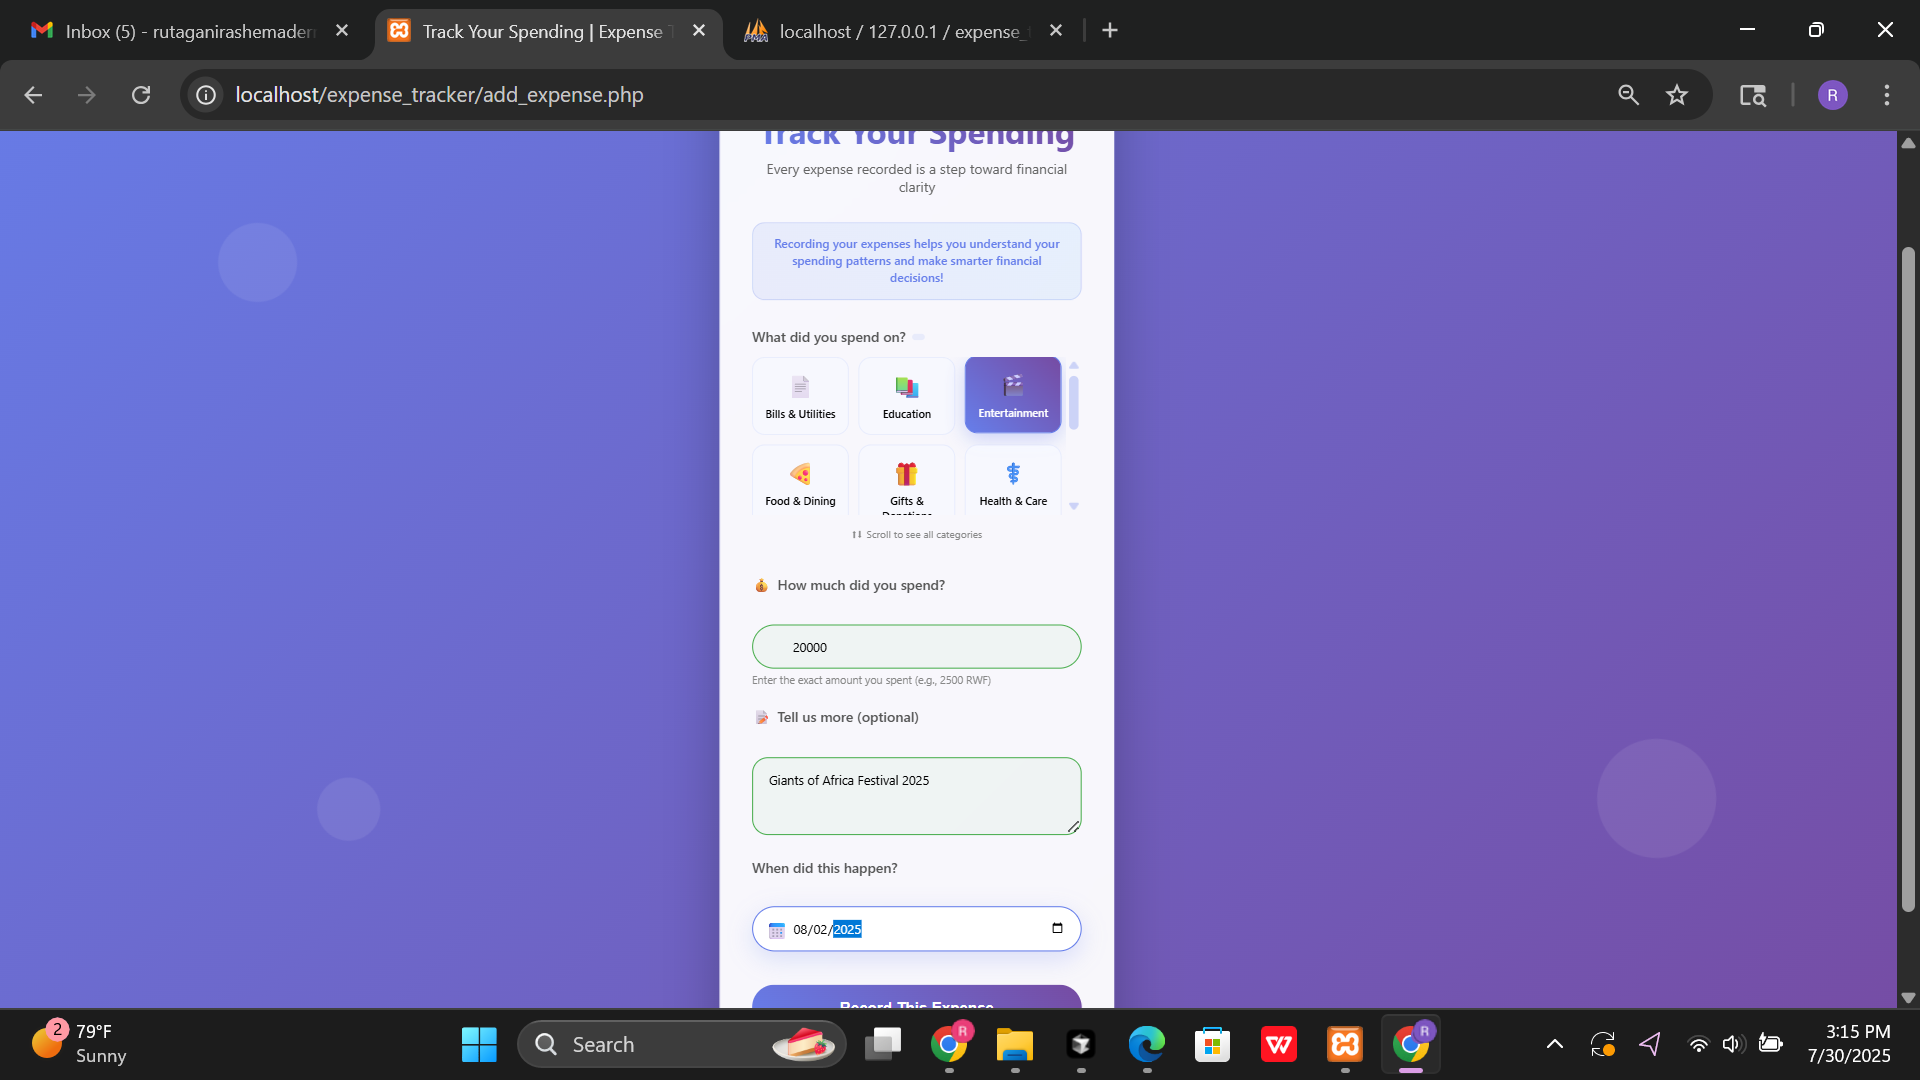 Inbox (5) - rutaganirashemader
Track Your Spending | Expense T
localhost / 127.0.0.1 / expense_t
localhost/expense_tracker/add_expense.php
R
Track Your Spending
Every expense recorded is a step toward financial
clarity
Recording your expenses helps you understand your
spending patterns and make smarter financial
decisions!
What did you spend on?
Bills & Utilities
Education
Entertainment
Food & Dining
Gifts &
Donations
Health & Care
Scroll to see all categories
How much did you spend?
20000
Enter the exact amount you spent (e.g., 2500 RWF)
Tell us more (optional)
Giants of Africa Festival 2025
When did this happen?
08/02/2025
Record This Expense
2
79°F
Sunny
Search
R
R
3:15 PM
7/30/2025